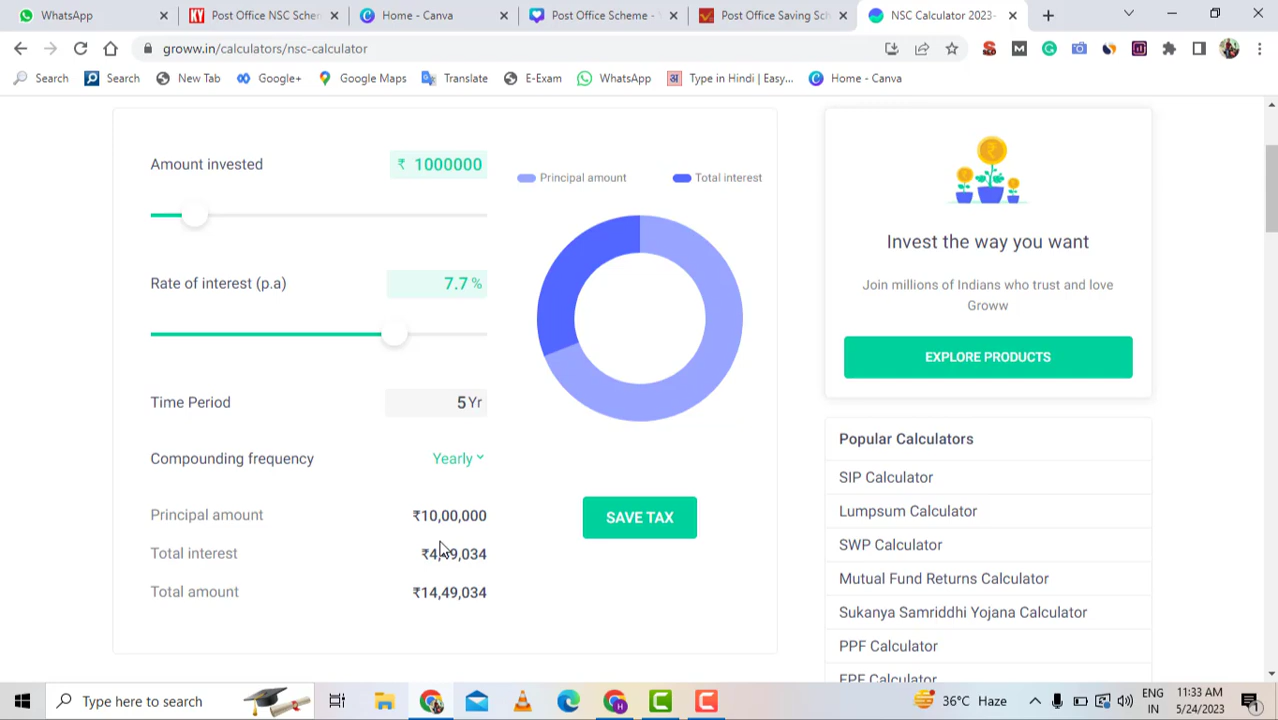 WhatsApp
Post Office NSC Schem
Home - Canva
Post Office Scheme - Y
Post Office Saving Sch
NSC Calculator 2023-
groww.in/calculators/nsc-calculator
Search
Search
New Tab
Google+
Google Maps
Translate
E-Exam
WhatsApp
Type in Hindi | Easy...
Home - Canva
Amount invested
₹ 1000000
Principal amount
Total interest
Rate of interest (p.a)
7.7 %
Time Period
5 Yr
Compounding frequency
Yearly
Principal amount
₹10,00,000
Total interest
₹4,49,034
Total amount
₹14,49,034
SAVE TAX
Invest the way you want
Join millions of Indians who trust and love
Groww
EXPLORE PRODUCTS
Popular Calculators
SIP Calculator
Lumpsum Calculator
SWP Calculator
Mutual Fund Returns Calculator
Sukanya Samriddhi Yojana Calculator
PPF Calculator
EPF Calculator
Type here to search
36°C Haze
ENG
IN
11:33 AM
5/24/2023